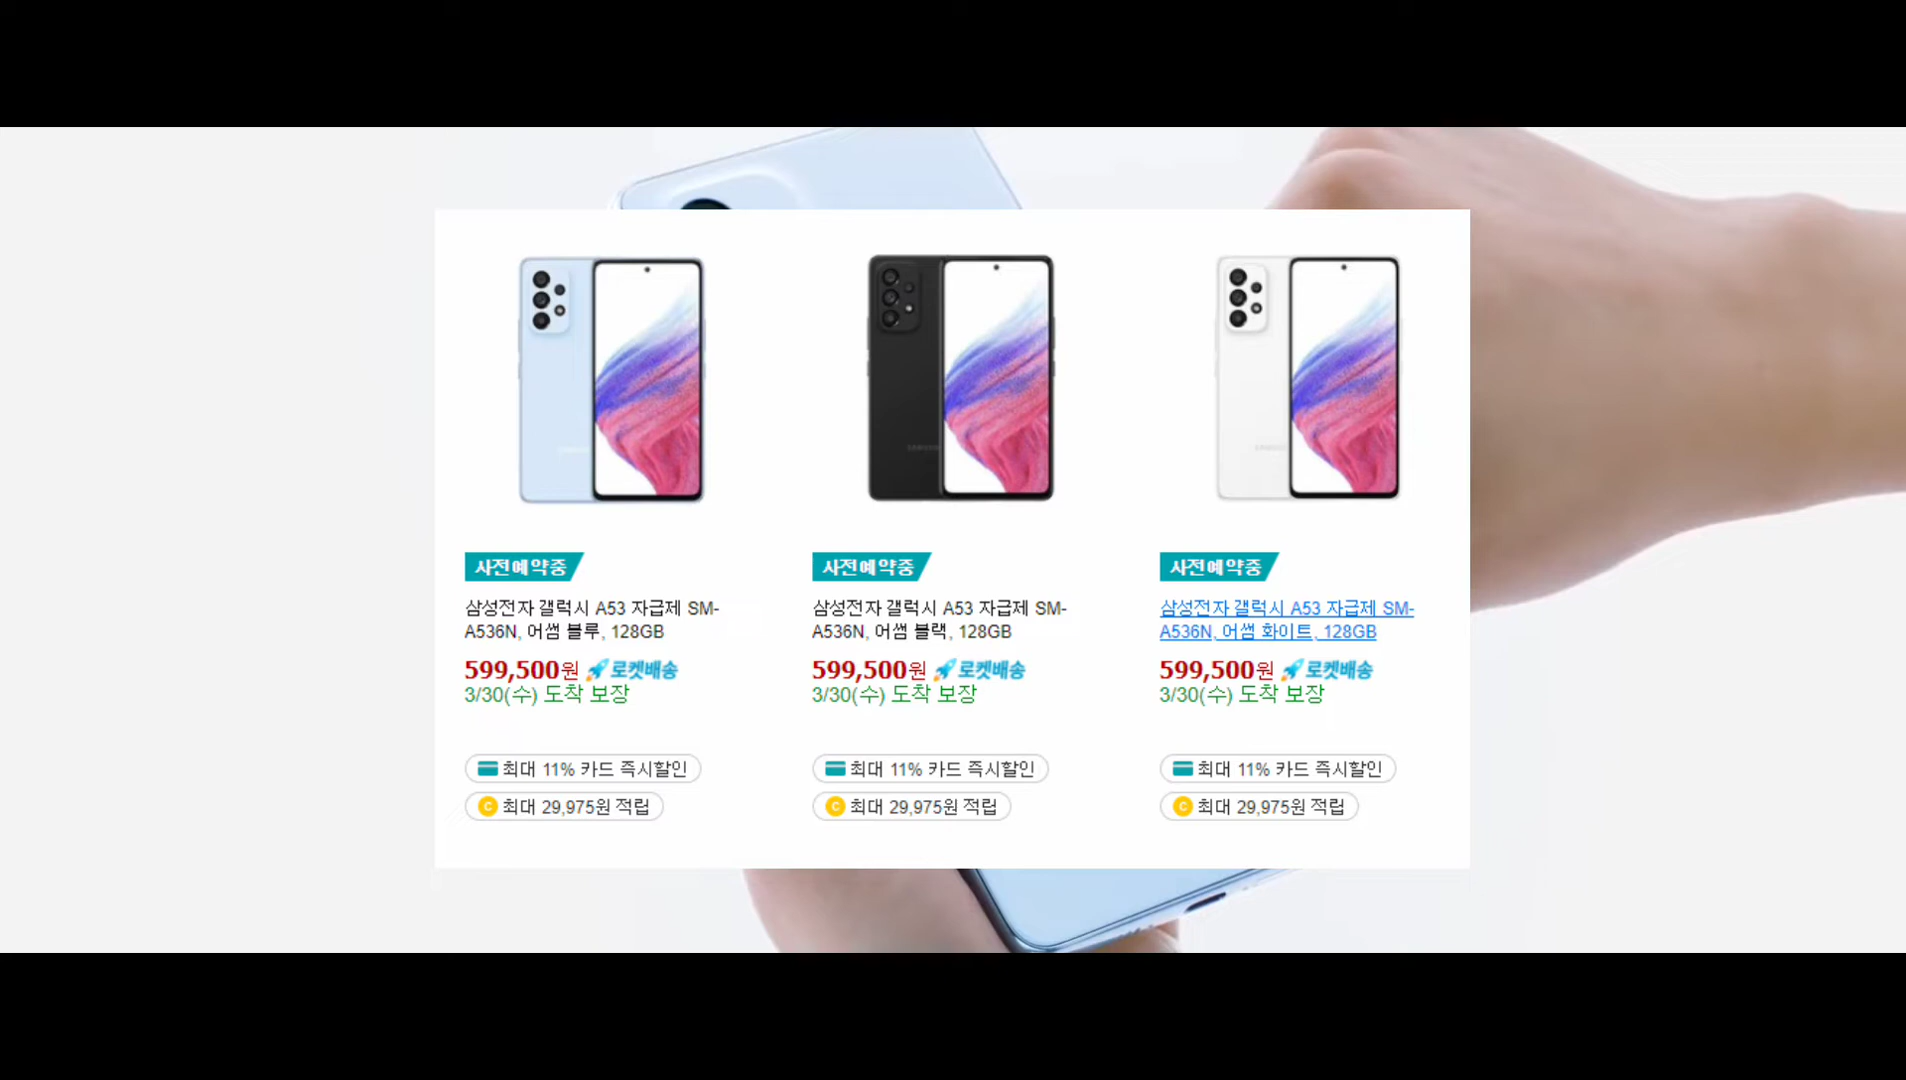 사전예약중
삼성전자 갤럭시 A53 자급제 SM-
A536N, 어썸 블루, 128GB
599,500원 로켓배송
3/30(수) 도착 보장
최대 11% 카드 즉시할인
C 최대 29,975원 적립
SAMSUNG
사전예약중
삼성전자 갤럭시 A53 자급제 SM-
A536N, 어썸 블랙, 128GB
599,500원 로켓배송
3/30(수) 도착 보장
최대 11% 카드 즉시할인
C 최대 29,975원 적립
사전예약중
삼성전자 갤럭시 A53 자급제 SM-
A536N, 어썸 화이트, 128GB
599,500원 로켓배송
3/30(수) 도착 보장
최대 11% 카드 즉시할인
C 최대 29,975원 적립